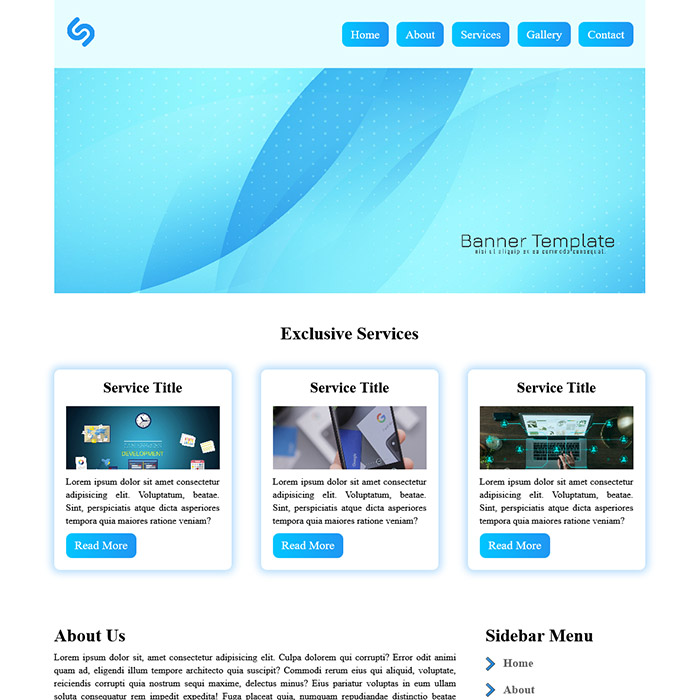 Home About Services Gallery Contact
Banner Template
Exclusive Services
Service Title
DEVELOPMENT
Lorem ipsum dolor sit amet consectetur
adipisicing elit. Voluptatum, beatae.
Sint, perspiciatis atque dicta asperiores
tempora quia maiores ratione veniam?
Read More
Service Title
Lorem ipsum dolor sit amet consectetur
adipisicing elit. Voluptatum, beatae.
Sint, perspiciatis atque dicta asperiores
tempora quia maiores ratione veniam?
Read More
Service Title
Lorem ipsum dolor sit amet consectetur
adipisicing elit. Voluptatum, beatae.
Sint, perspiciatis atque dicta asperiores
tempora quia maiores ratione veniam?
Read More
About Us
Lorem ipsum dolor sit, amet consectetur adipisicing elit. Culpa dolorem qui corrupti? Error odit animi
quam ad, eligendi illum tempore architecto quia suscipit? Commodi rerum eius qui aliquid, voluptate,
reiciendis corrupti quia nostrum sequi maxime, delectus minus? Eius pariatur voluptas in eum ullam
soluta consequatur rem impedit expedita! Fuga placeat quia, numquam repudiandae distinctio beatae
Sidebar Menu
Home
About